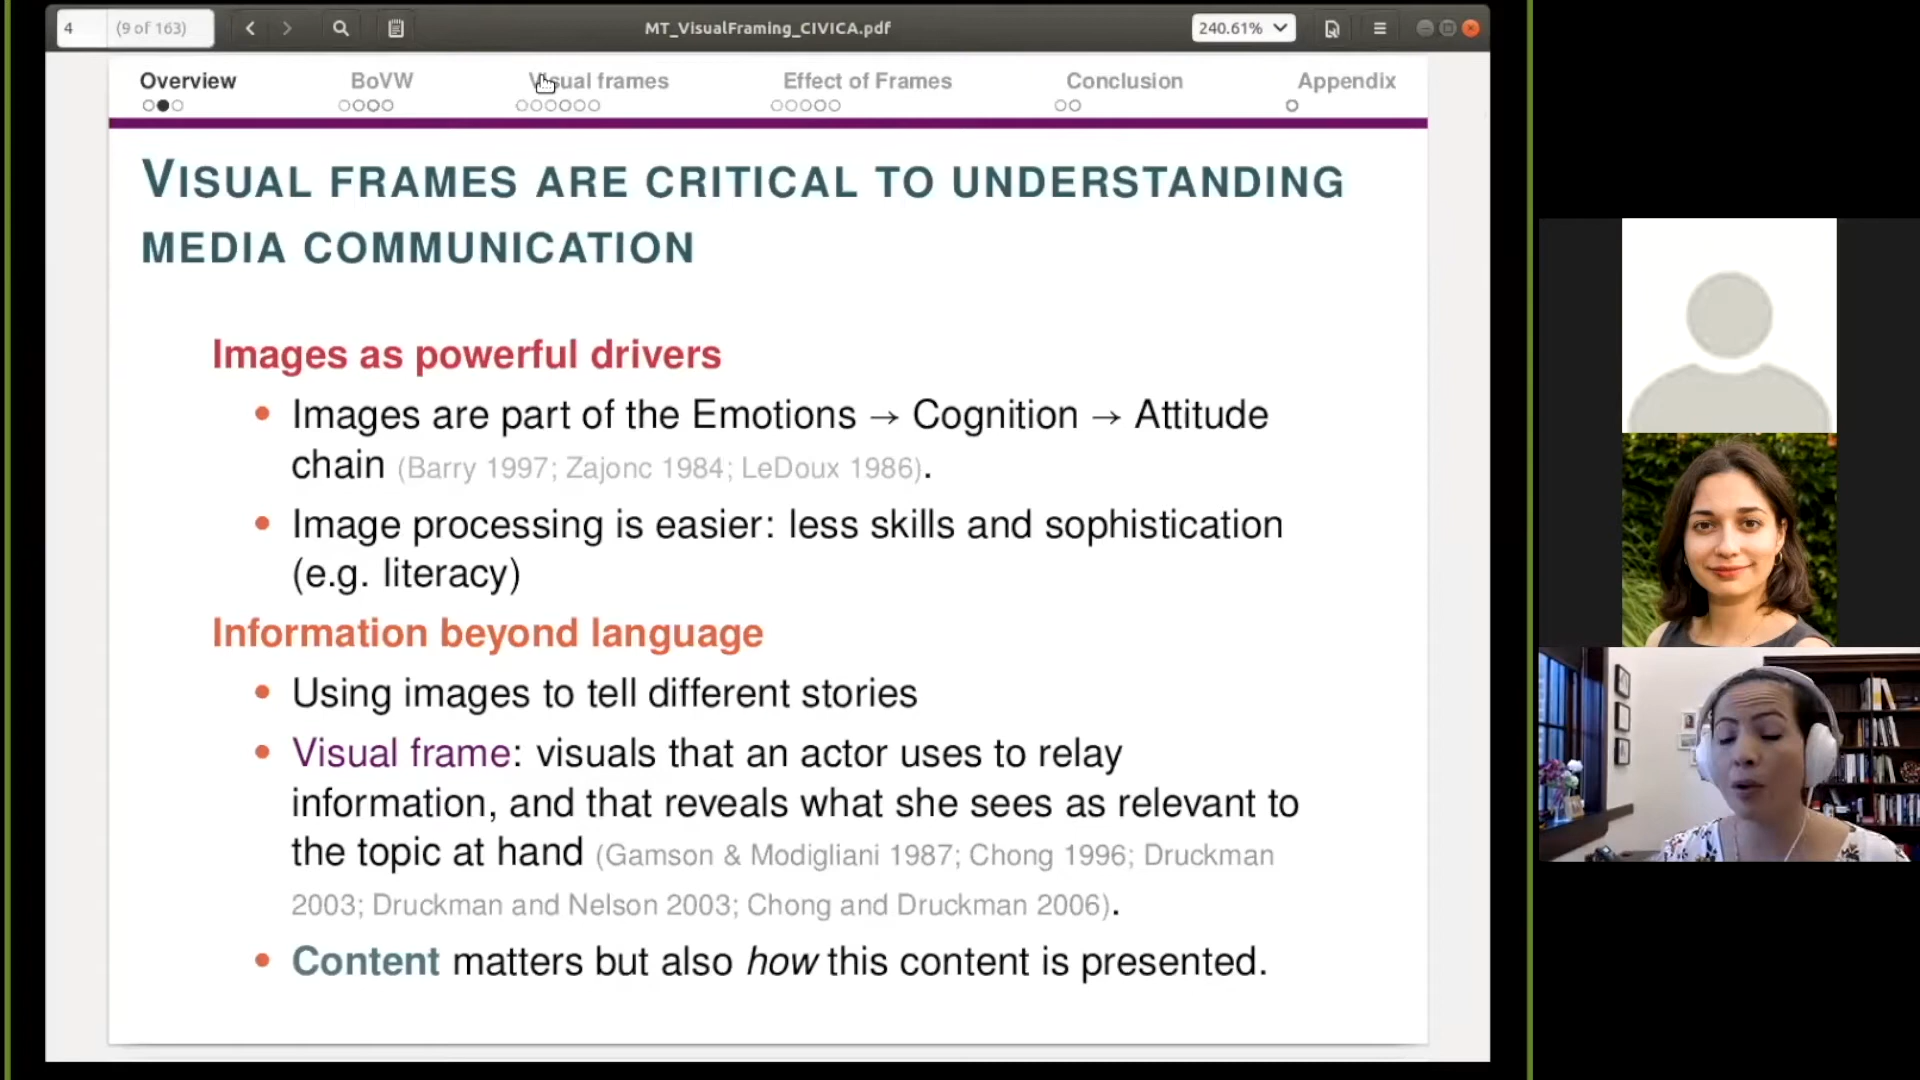 4 (9 of 163) MT_VisualFraming_CIVICA.pdf 240.61%
Overview BoVW Visual frames Effect of Frames Conclusion Appendix
VISUAL FRAMES ARE CRITICAL TO UNDERSTANDING
MEDIA COMMUNICATION
Images as powerful drivers
• Images are part of the Emotions → Cognition → Attitude
chain (Barry 1997; Zajonc 1984; LeDoux 1986).
• Image processing is easier: less skills and sophistication
(e.g. literacy)
Information beyond language
• Using images to tell different stories
• Visual frame: visuals that an actor uses to relay
information, and that reveals what she sees as relevant to
the topic at hand (Gamson & Modigliani 1987; Chong 1996; Druckman
2003; Druckman and Nelson 2003; Chong and Druckman 2006).
• Content matters but also how this content is presented.